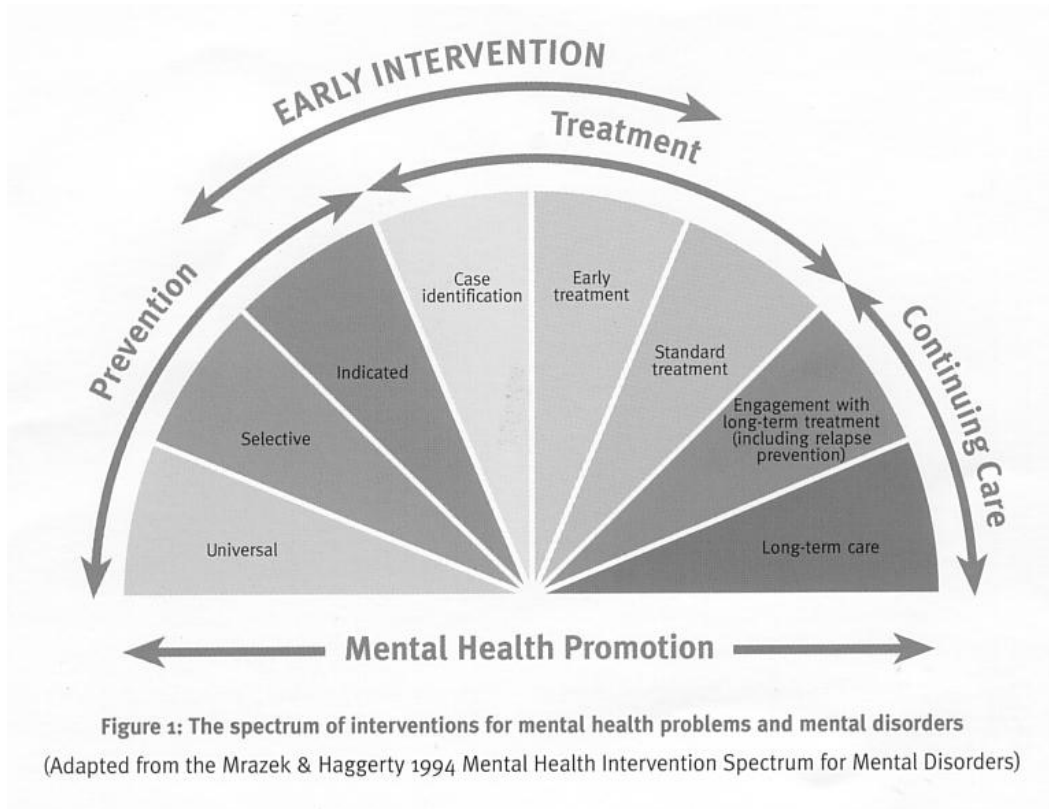 EARLY INTERVENTION
Treatment
Prevention
Continuing Care
Case
identification
Early
treatment
Indicated
Standard
treatment
Selective
Engagement with
long-term treatment
(including relapse
prevention)
Universal
Long-term care
Mental Health Promotion
Figure 1: The spectrum of interventions for mental health problems and mental disorders
(Adapted from the Mrazek & Haggerty 1994 Mental Health Intervention Spectrum for Mental Disorders)